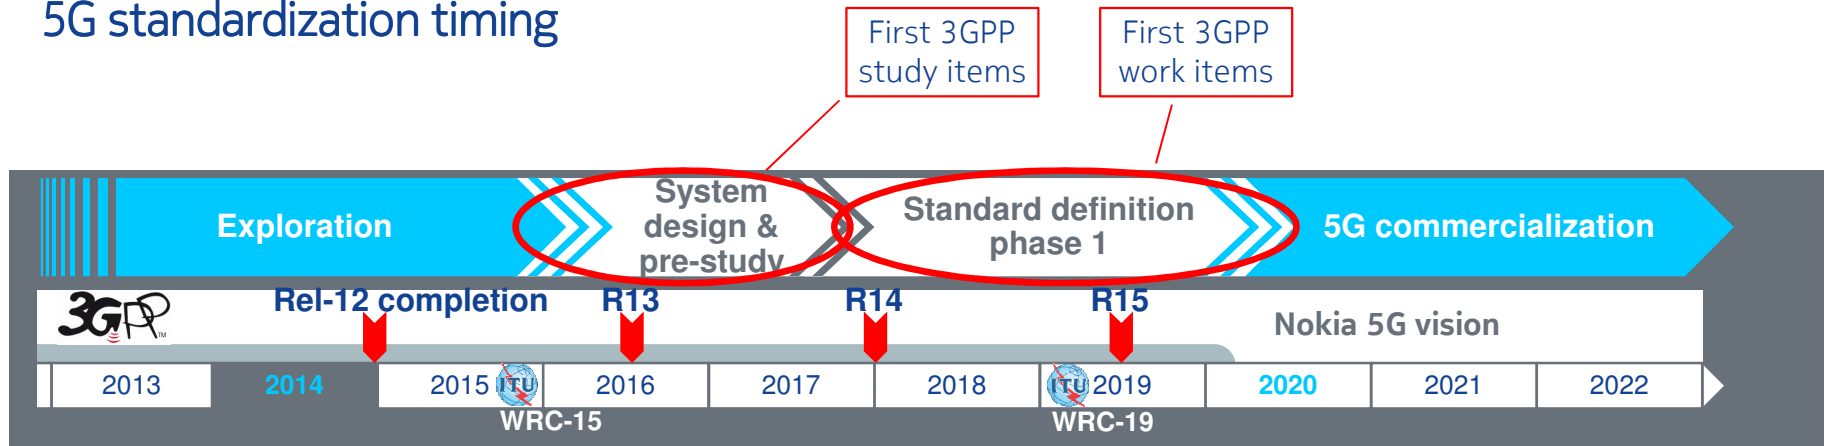 5G standardization timing
First 3GPP
study items
First 3GPP
work items
Exploration
System
design &
pre-study
Standard definition
phase 1
5G commercialization
3GPP
TM
Rel-12 completion
R13
R14
R15
Nokia 5G vision
2013
2014
2015
ITU
2016
2017
2018
ITU
2019
2020
2021
2022
WRC-15
WRC-19